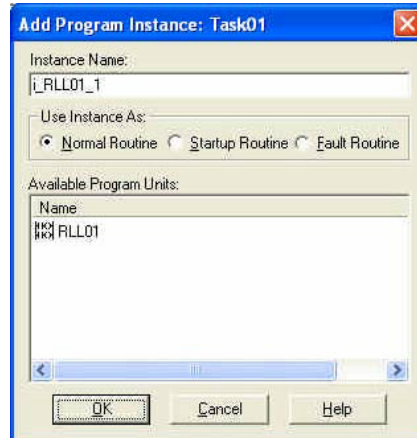 Add Program Instance: Task01
Instance Name:
i_RLL01_1
Use Instance As:
Normal Routine Startup Routine Fault Routine
Available Program Units:
Name
RLL01
OK Cancel Help